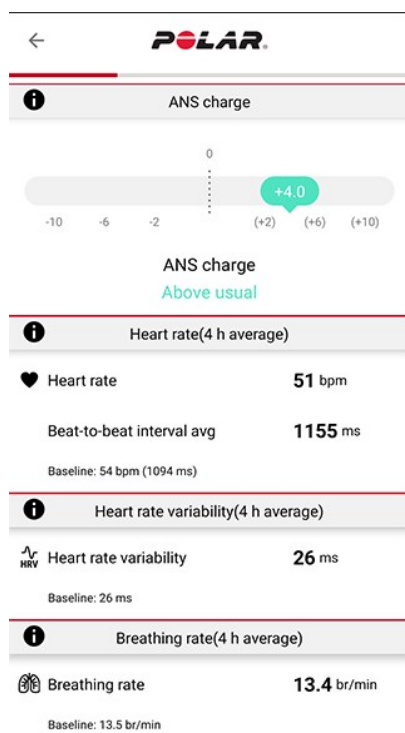 POLAR.
ANS charge
0
+4.0
-10 -6 -2 (+2) (+6) (+10)
ANS charge
Above usual
Heart rate(4 h average)
Heart rate 51 bpm
Beat-to-beat interval avg 1155 ms
Baseline: 54 bpm (1094 ms)
Heart rate variability(4 h average)
HRV Heart rate variability 26 ms
Baseline: 26 ms
Breathing rate(4 h average)
Breathing rate 13.4 br/min
Baseline: 13.5 br/min